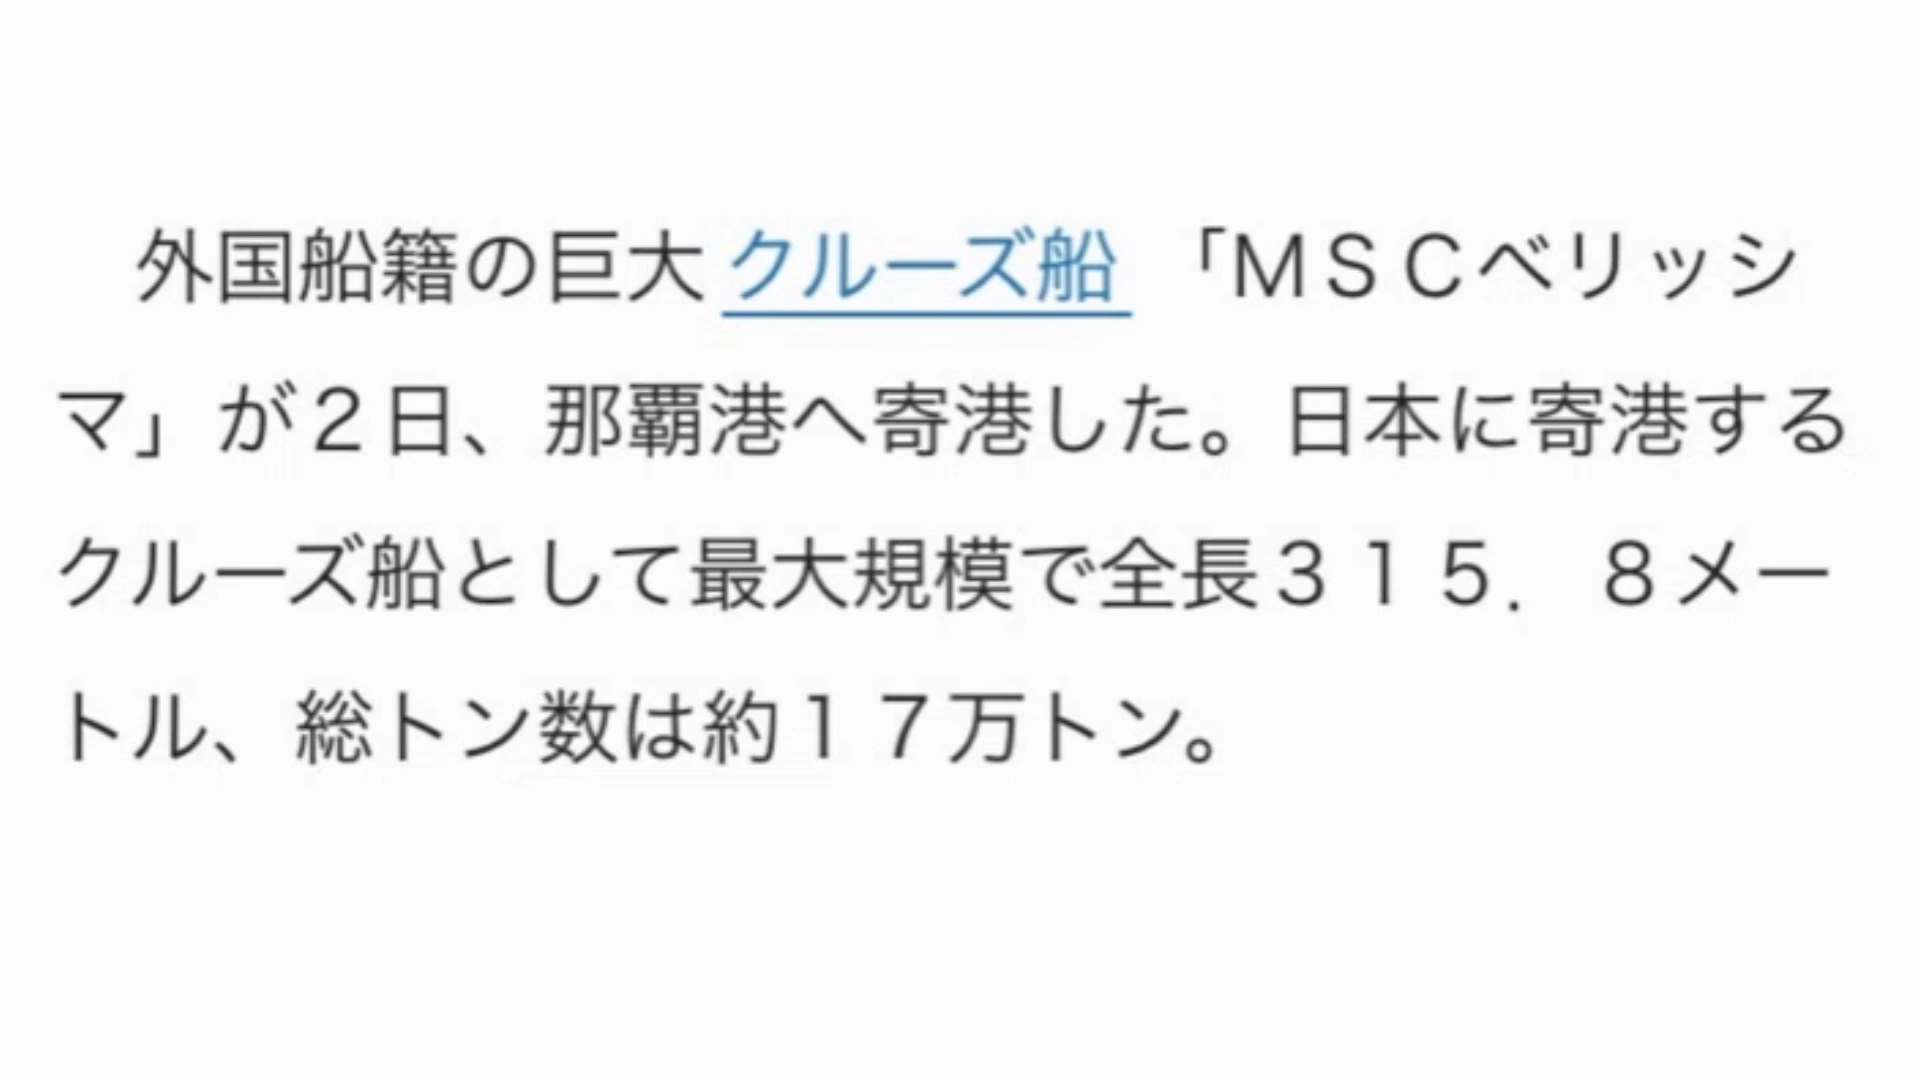 外国船籍の巨大クルーズ船 「ＭＳＣベリッシ
マ」が２日、那覇港へ寄港した。日本に寄港する
クルーズ船として最大規模で全長３１５．８メー
トル、総トン数は約１７万トン。